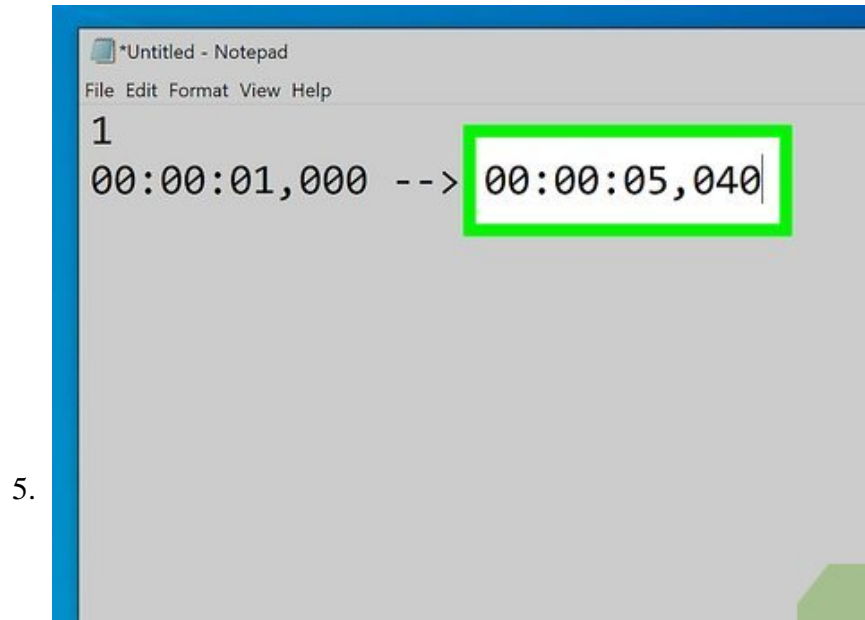 *Untitled - Notepad
File Edit Format View Help
1
00:00:01,000 --> 00:00:05,040
5.